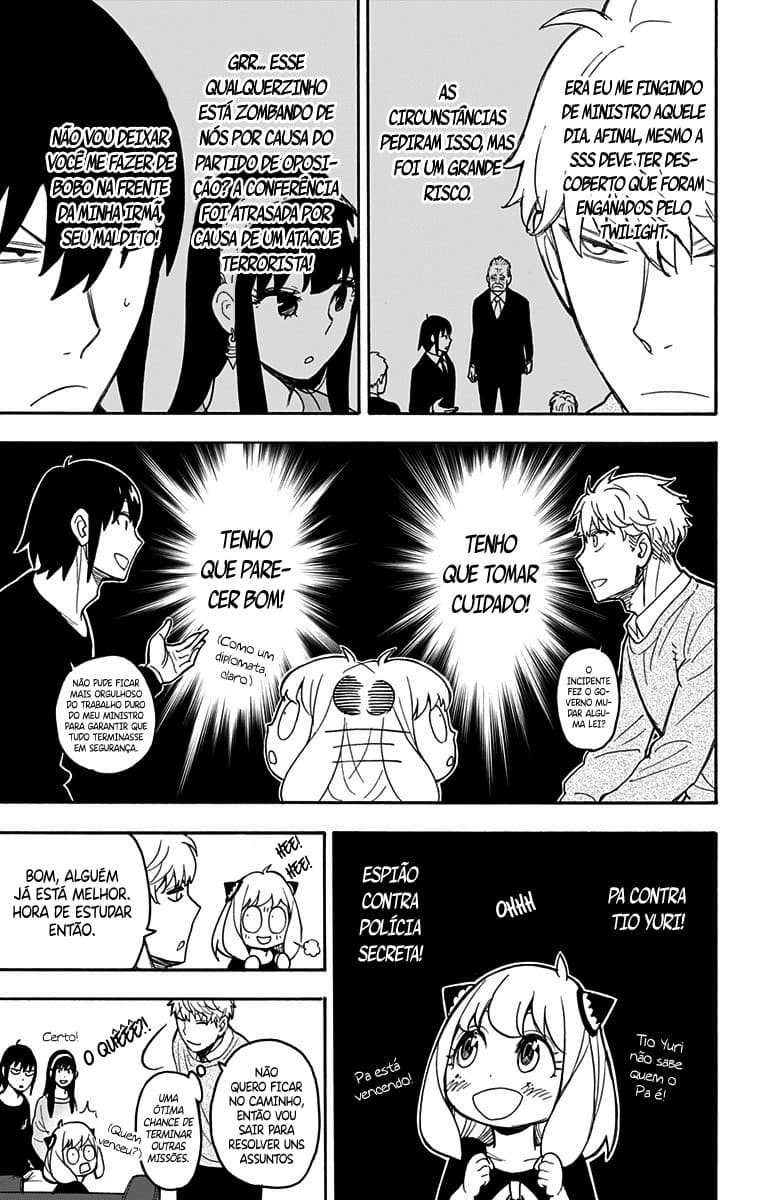 ERA EU ME FINGINDO
DE MINISTRO AQUELE
DIA. AFINAL, MESMO A
SSS DEVE TER DES-
COBERTO QUE FORAM
ENGANADOS PELO
TWILIGHT.
AS
CIRCUNSTÂNCIAS
PEDIRAM ISSO, MAS
FOI UM GRANDE
RISCO.
GRR... ESSE
QUALQUERZINHO
ESTÁ ZOMBANDO DE
NÓS POR CAUSA DO
PARTIDO DE OPOSI-
ÇÃO? A CONFERÊNCIA
FOI ATRASADA POR
CAUSA DE UM ATAQUE
TERRORISTA!
NÃO VOU DEIXAR
VOCÊ ME FAZER DE
BOBO NA FRENTE
DA MINHA IRMÃ,
SEU MALDITO!
TENHO
QUE TOMAR
CUIDADO!
O
INCIDENTE
FEZ O GO-
VERNO MU-
DAR ALGU-
MA LEI?
TENHO
QUE PARE-
CER BOM!
(Como um
diplomata,
claro)
NÃO PUDE FICAR
MAIS ORGULHOSO
DO TRABALHO DURO
DO MEU MINISTRO
PARA GARANTIR QUE
TUDO TERMINASSE
EM SEGURANÇA.
PA CONTRA
TIO YURI!
OHHH
ESPIÃO
CONTRA
POLÍCIA
SECRETA!
Tio Yuri
não sabe
quem o
Pa é!
Pa está
vencendo!
HEE!
HEE!
BOM, ALGUÉM
JÁ ESTÁ MELHOR.
HORA DE ESTUDAR
ENTÃO.
NÃO
QUERO FICAR
NO CAMINHO,
ENTÃO VOU
SAIR PARA
RESOLVER UNS
ASSUNTOS
UMA
ÓTIMA
CHANCE DE
TERMINAR
OUTRAS
MISSÕES.
O QUÊÊÊ?!
Certo!
(Quem
venceu?)